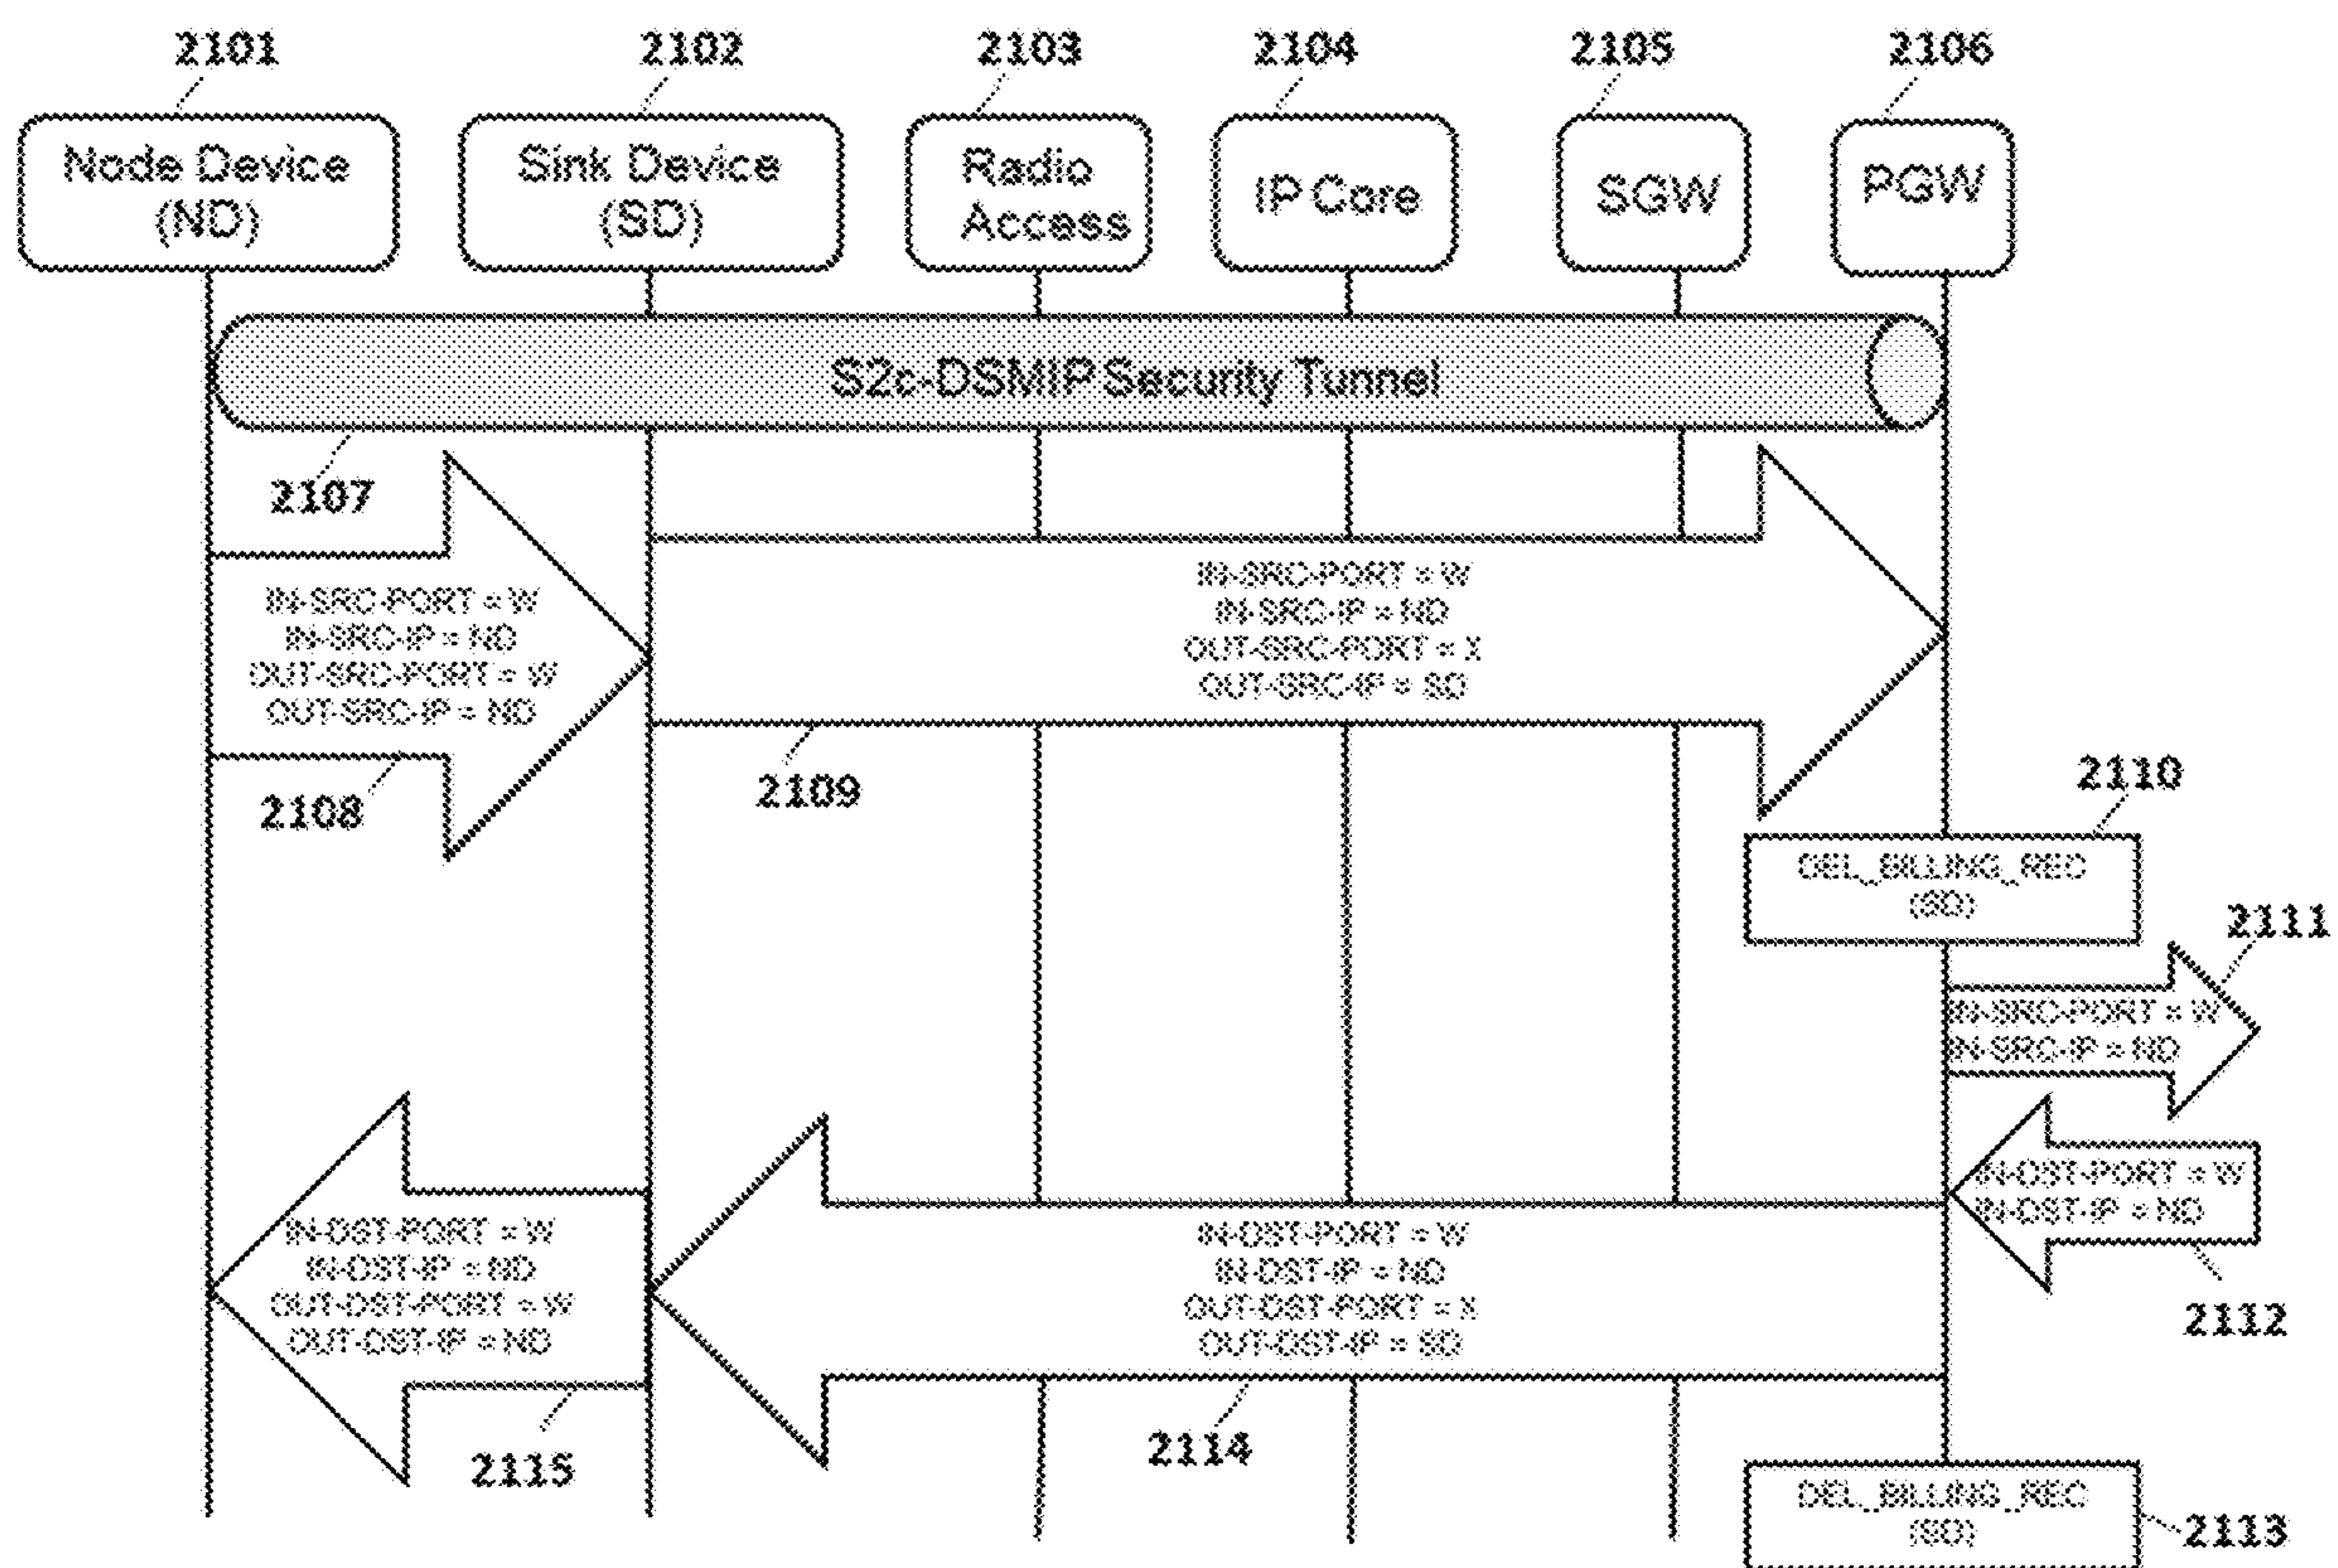 2101
2102
2103
2104
2105
2106
Node Device
(ND)
Sink Device
(SD)
Radio
Access
IP Core
SGW
PGW
S2c-DSMIP Security Tunnel
2107
IN-SRC-PORT = W
IN-SRC-IP = ND
OUT-SRC-PORT = W
OUT-SRC-IP = ND
2108
IN-SRC-PORT = W
IN-SRC-IP = ND
OUT-SRC-PORT = X
OUT-SRC-IP = SD
2109
2110
DEL_BILLING_REC
(SD)
2111
IN-SRC-PORT = W
IN-SRC-IP = ND
IN-DST-PORT = W
IN-DST-IP = ND
2112
IN-DST-PORT = W
IN-DST-IP = ND
OUT-DST-PORT = X
OUT-DST-IP = SD
2114
IN-DST-PORT = W
IN-DST-IP = ND
OUT-DST-PORT = W
OUT-DST-IP = ND
2115
DEL_BILLING_REC
(SD)
2113